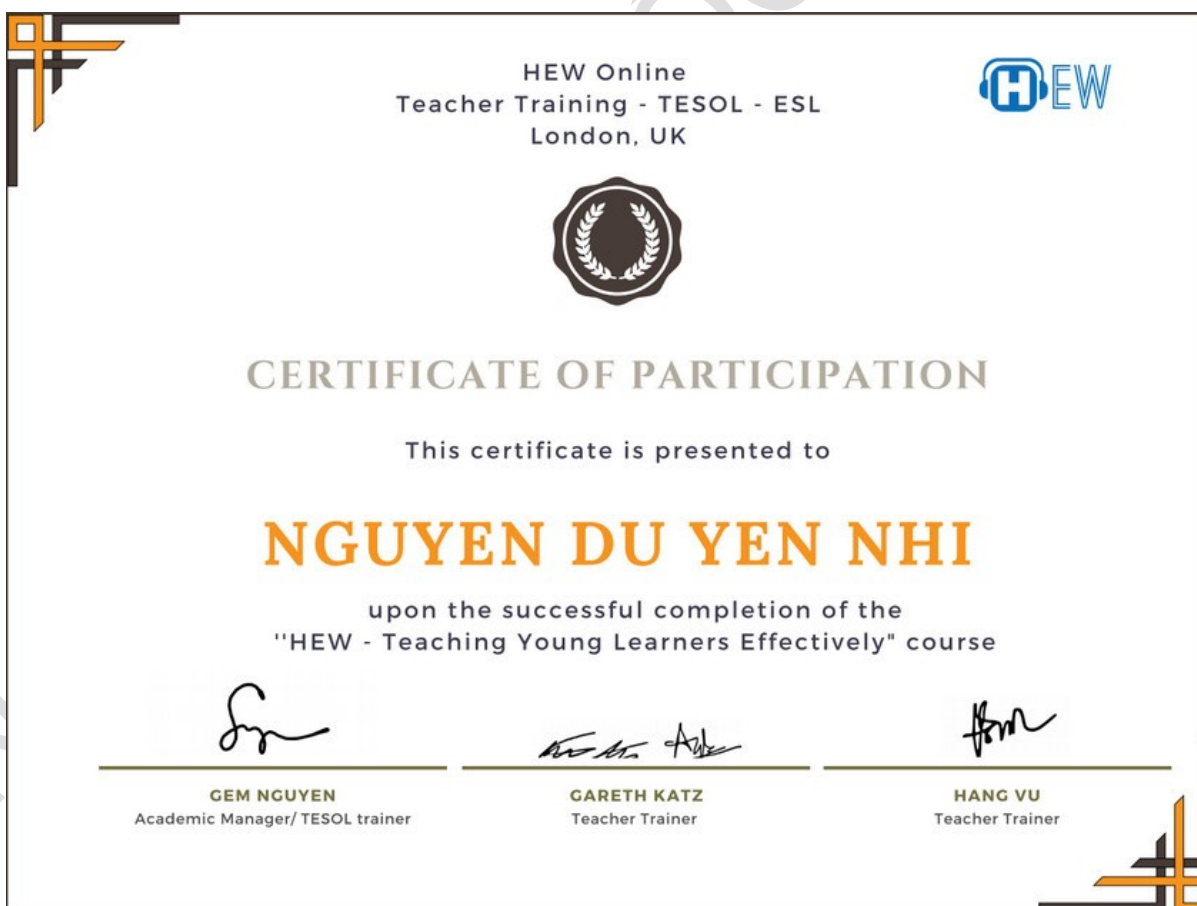 HEW Online
Teacher Training - TESOL - ESL
London, UK
HEW
CERTIFICATE OF PARTICIPATION
This certificate is presented to
NGUYEN DU YEN NHI
upon the successful completion of the
''HEW - Teaching Young Learners Effectively" course
GEM NGUYEN
Academic Manager/ TESOL trainer
GARETH KATZ
Teacher Trainer
HANG VU
Teacher Trainer